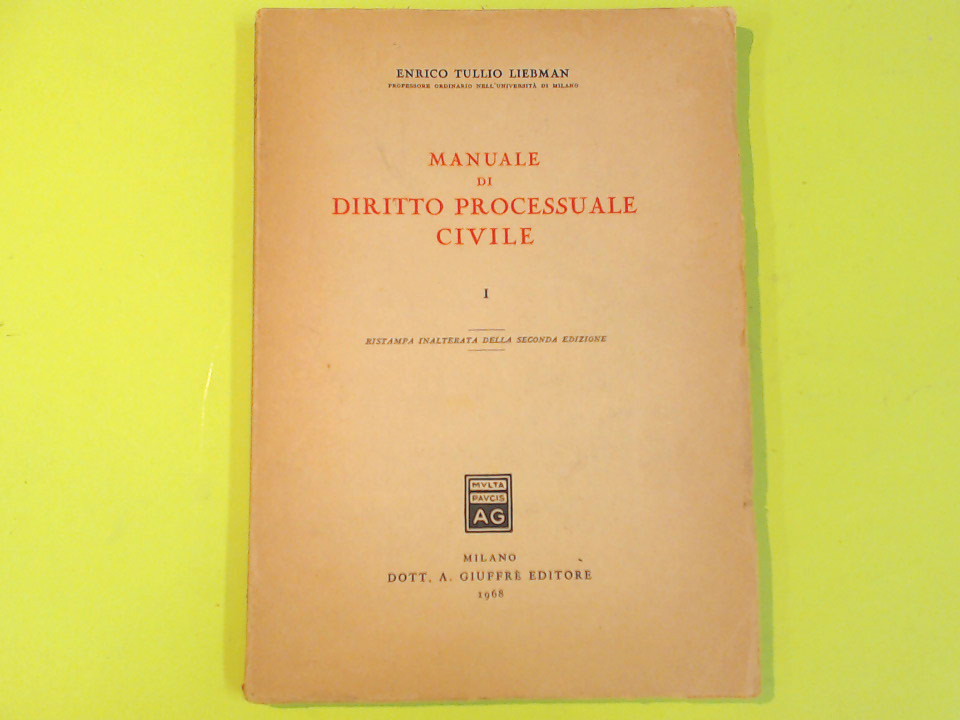 ENRICO TULLIO LIEBMAN
PROFESSORE ORDINARIO NELL'UNIVERSITÀ DI MILANO
MANUALE
DI
DIRITTO PROCESSUALE
CIVILE
I
RISTAMPA INALTERATA DELLA SECONDA EDIZIONE
MVLTA
PAVCIS
AG
MILANO
DOTT. A. GIUFFRÈ EDITORE
1968